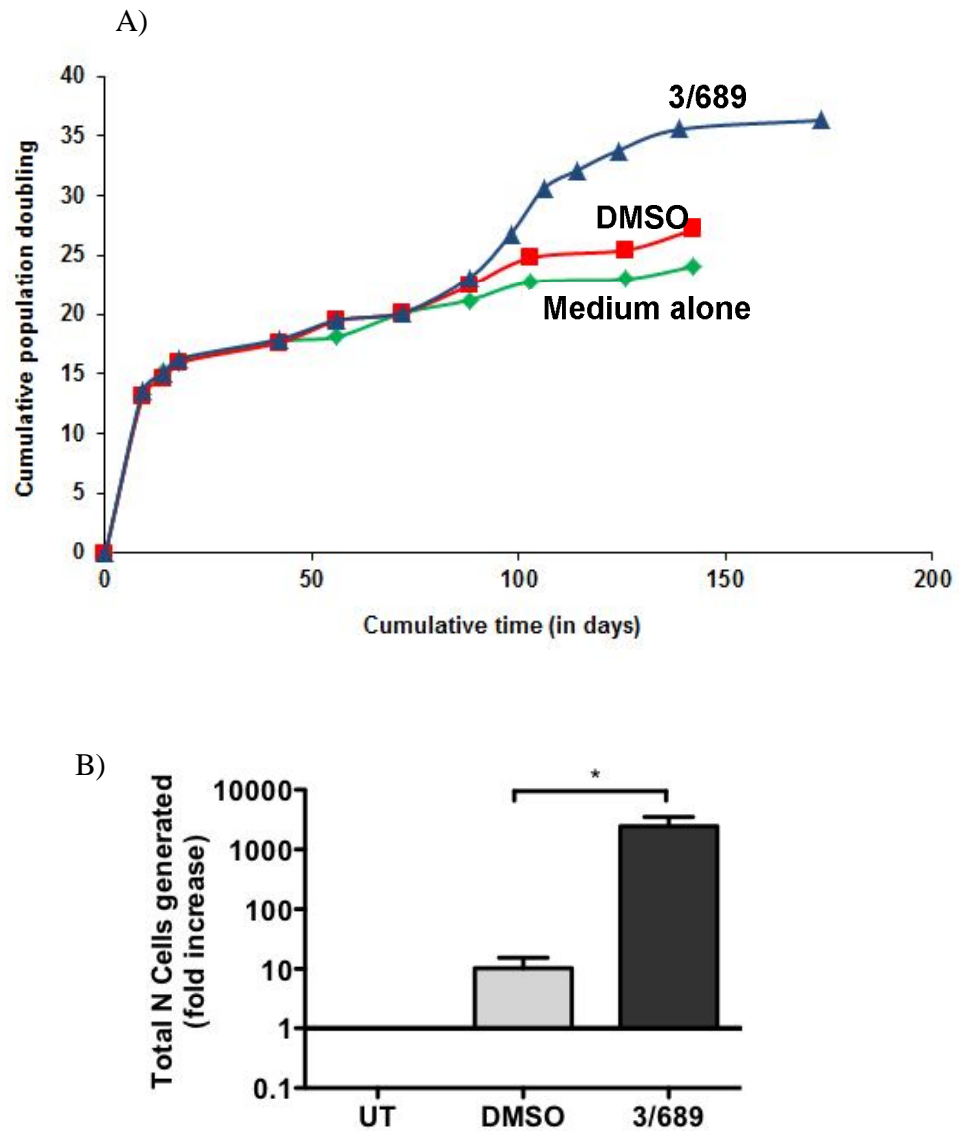 A)
40
35
30
25
20
15
10
5
0
Cumulative population doubling
3/689
DMSO
Medium alone
0 50 100 150 200
Cumulative time (in days)
B)
Total N Cells generated
(fold increase)
10000
1000
100
10
1
0.1
*
UT DMSO 3/689